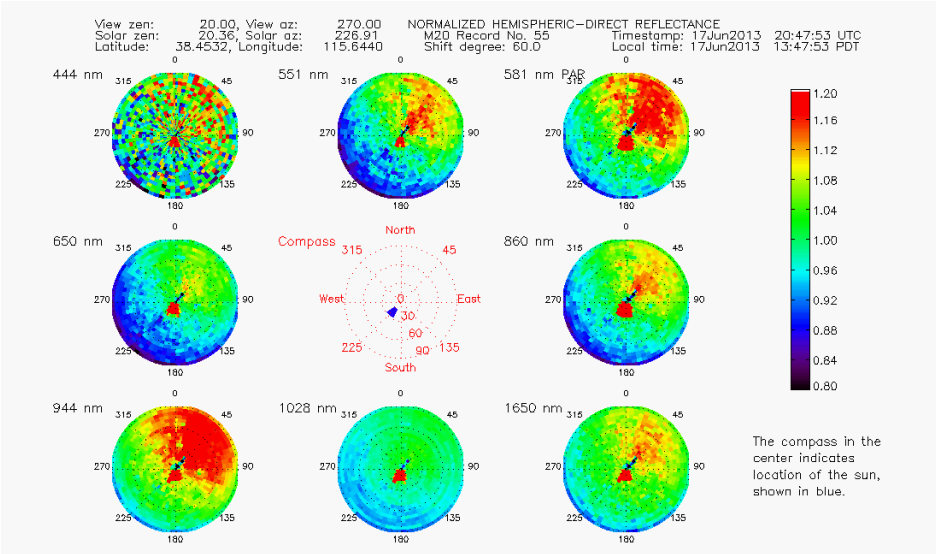 View zen: 20.00, View az: 270.00 NORMALIZED HEMISPHERIC-DIRECT REFLECTANCE
Solar zen: 20.36, Solar az: 226.91 M20 Record No. 55 Timestamp: 17Jun2013 20:47:53 UTC
Latitude: 38.4532, Longitude: 115.6440 Shift degree: 60.0 Local time: 17Jun2013 13:47:53 PDT
444 nm 0 551 nm 0 581 nm PAR 0
315 45 315 45 315 45
270 90 270 90 270 90
225 135 225 135 225 135
180 180 180
1.20
1.16
1.12
1.08
1.04
1.00
0.96
0.92
0.88
0.84
0.80
650 nm 0 Compass North 860 nm 0
315 45 315 45 315 45
270 90 West 0 East 270 90
30
60
225 135 225 90 135 225 135
180 South 180
944 nm 0 1028 nm 0 1650 nm 0
315 45 315 45 315 45
270 90 270 90 270 90
225 135 225 135 225 135
180 180 180
The compass in the
center indicates
location of the sun,
shown in blue.